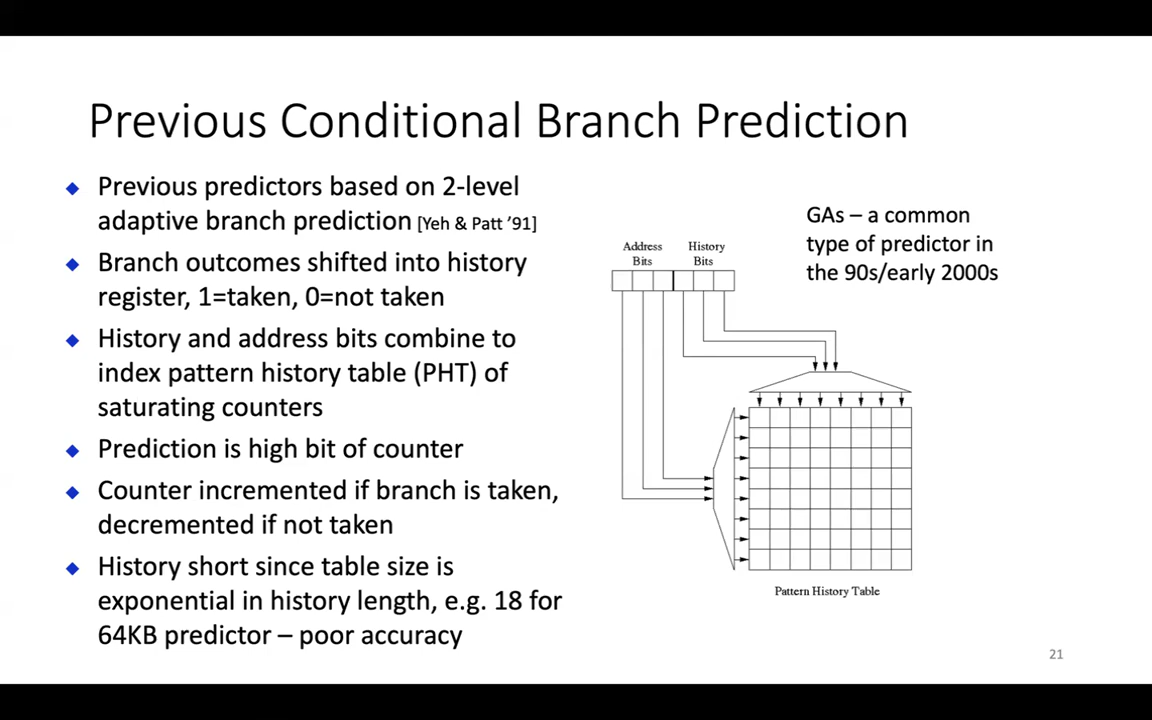 Previous Conditional Branch Prediction
◆ Previous predictors based on 2-level
adaptive branch prediction [Yeh & Patt ’91]
◆ Branch outcomes shifted into history
register, 1=taken, 0=not taken
◆ History and address bits combine to
index pattern history table (PHT) of
saturating counters
◆ Prediction is high bit of counter
◆ Counter incremented if branch is taken,
decremented if not taken
◆ History short since table size is
exponential in history length, e.g. 18 for
64KB predictor – poor accuracy
Address
Bits
History
Bits
GAs – a common
type of predictor in
the 90s/early 2000s
Pattern History Table
21